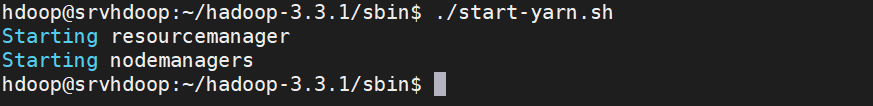 hdoop@srvhdoop:~/hadoop-3.3.1/sbin$ ./start-yarn.sh
Starting resourcemanager
Starting nodemanagers
hdoop@srvhdoop:~/hadoop-3.3.1/sbin$